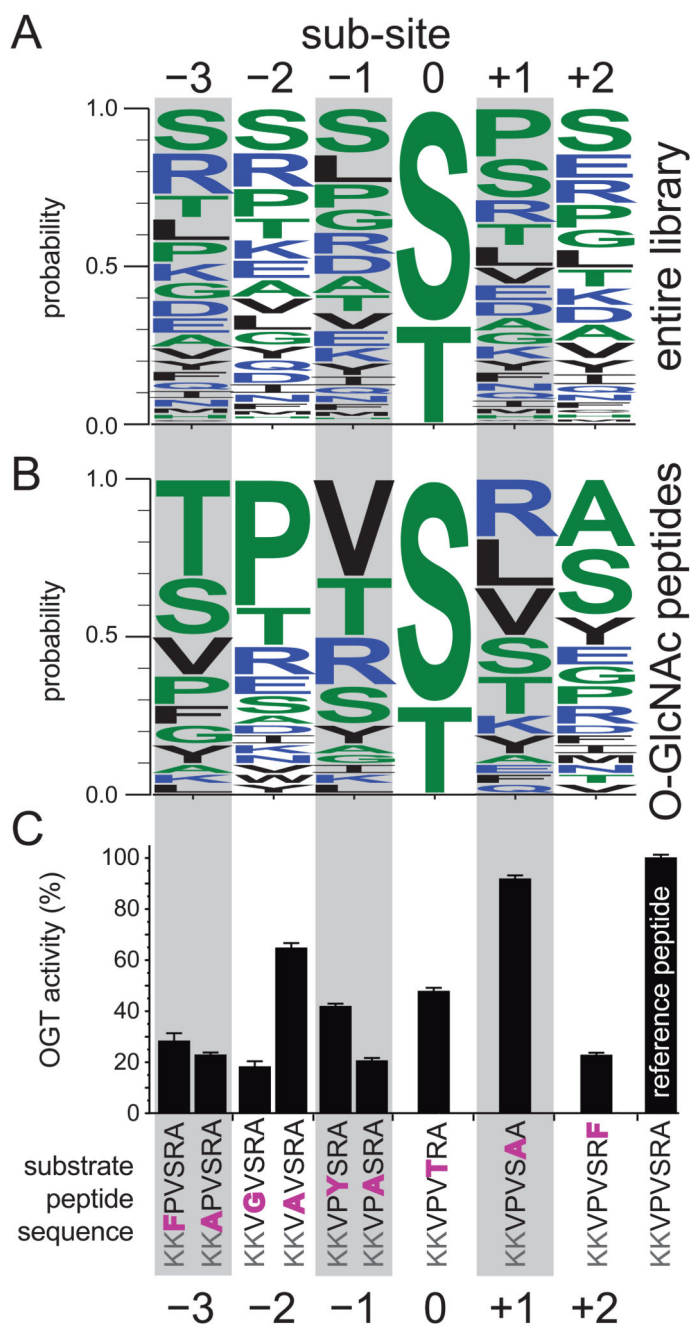 A
sub-site
−3 −2 −1 0 +1 +2
1.0
0.5
0.0
probability
S R T L P K G D E A V Y
S R P T K E A V L G Y Q D
S L P G R D A T V E K Y
S T
P S R T L V E D A G K Y
S E R P G L T K D A V Y
entire library
B
1.0
0.5
0.0
probability
T S V P F G Y A K L
P T R E S A D I K N V W Y
V T R S Y A G I K L
S T
R L V S T K Y A E F Q
A S Y E G P R D
O-GlcNAc peptides
C
100
80
60
40
20
0
OGT activity (%)
reference peptide
substrate
peptide
sequence
KKFPVSRA
KKAPVSRA
KKVGVSRA
KKVAVSRA
KKVPYSRA
KKVPASRA
KKVPVTRA
KKVPVSAA
KKVPVSRF
KKVPVSRA
−3 −2 −1 0 +1 +2